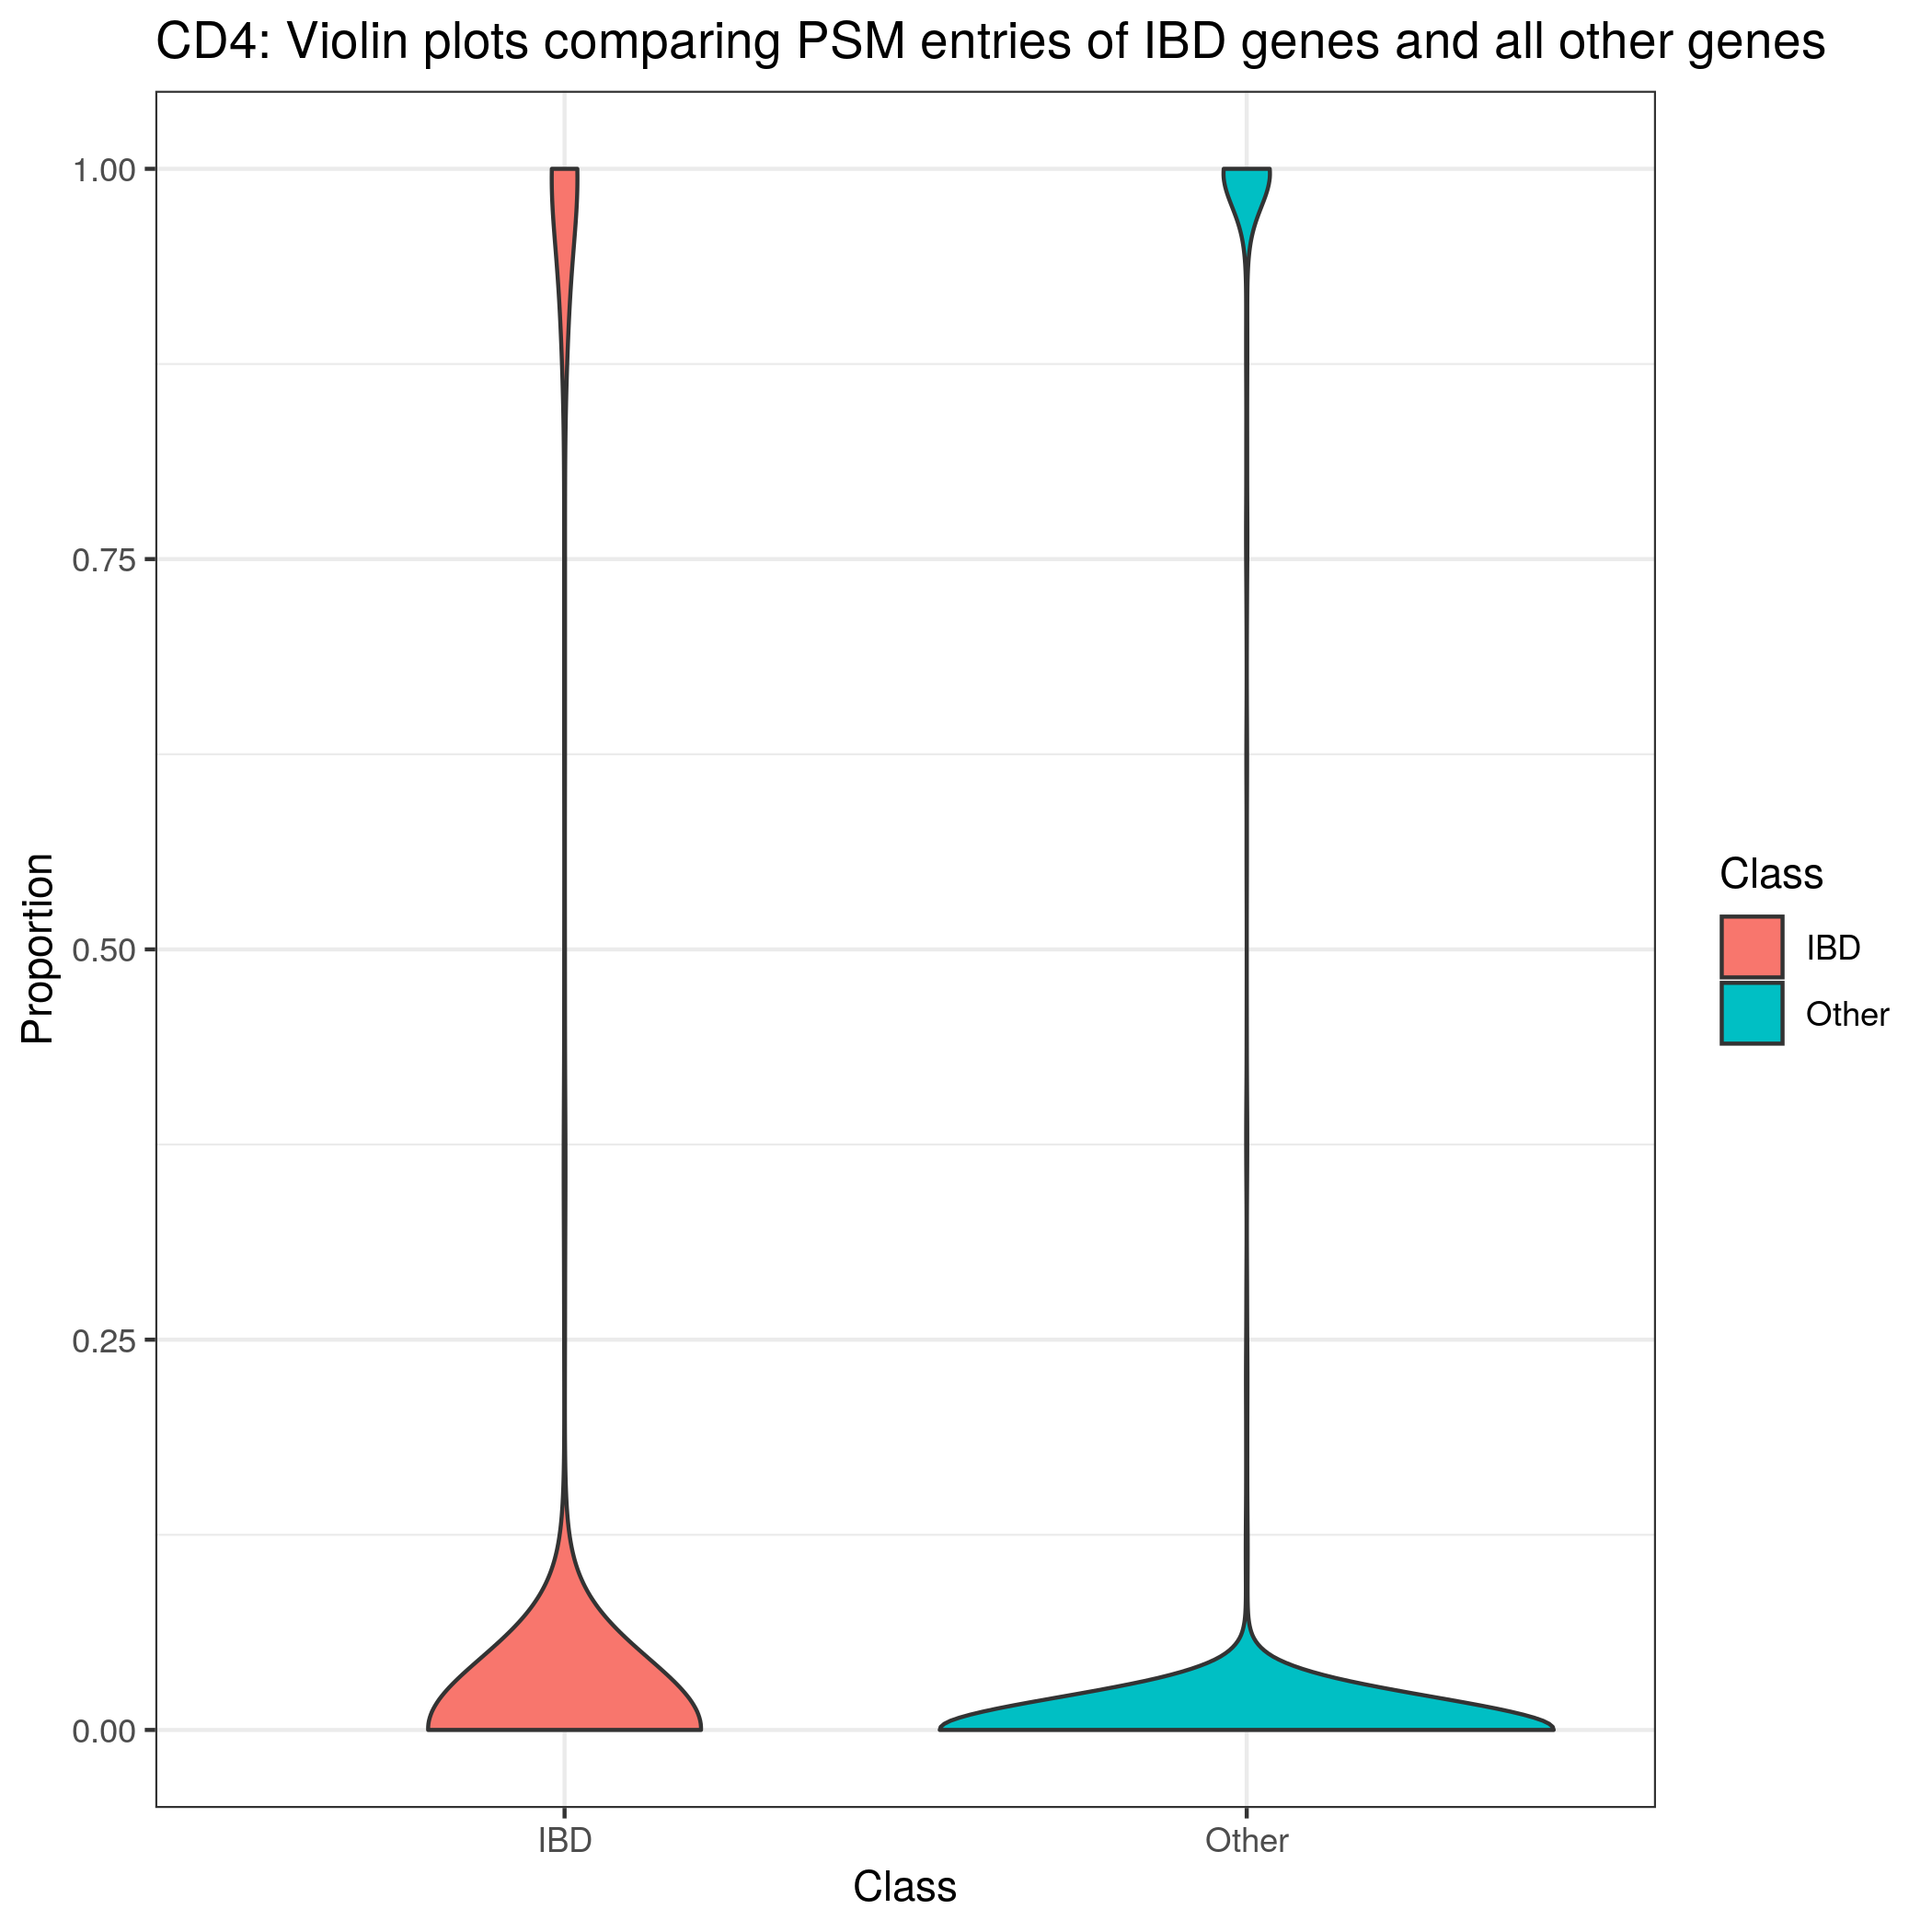 CD4: Violin plots comparing PSM entries of IBD genes and all other genes
1.00
0.75
0.50
0.25
0.00
Proportion
IBD
Other
Class
Class
IBD
Other